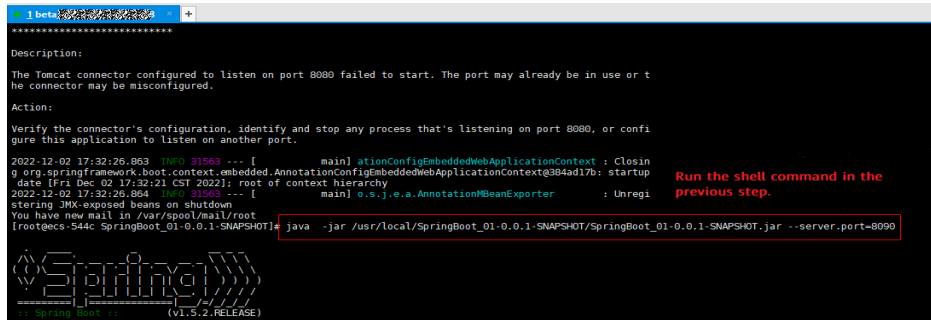 1 beta
***************************
Description:
The Tomcat connector configured to listen on port 8080 failed to start. The port may already be in use or t
he connector may be misconfigured.
Action:
Verify the connector's configuration, identify and stop any process that's listening on port 8080, or confi
gure this application to listen on another port.
2022-12-02 17:32:26.863 INFO 31563 --- [ main] ationConfigEmbeddedWebApplicationContext : Closin
g org.springframework.boot.context.embedded.AnnotationConfigEmbeddedWebApplicationContext@384ad17b: startup
date [Fri Dec 02 17:32:21 CST 2022]; root of context hierarchy
2022-12-02 17:32:26.864 INFO 31563 --- [ main] o.s.j.e.a.AnnotationMBeanExporter : Unregi
stering JMX-exposed beans on shutdown
You have new mail in /var/spool/mail/root
[root@ecs-544c SpringBoot_01-0.0.1-SNAPSHOT]# java -jar /usr/local/SpringBoot_01-0.0.1-SNAPSHOT/SpringBoot_01-0.0.1-SNAPSHOT.jar --server.port=8090
Run the shell command in the
previous step.
Spring
:: Spring Boot :: (v1.5.2.RELEASE)